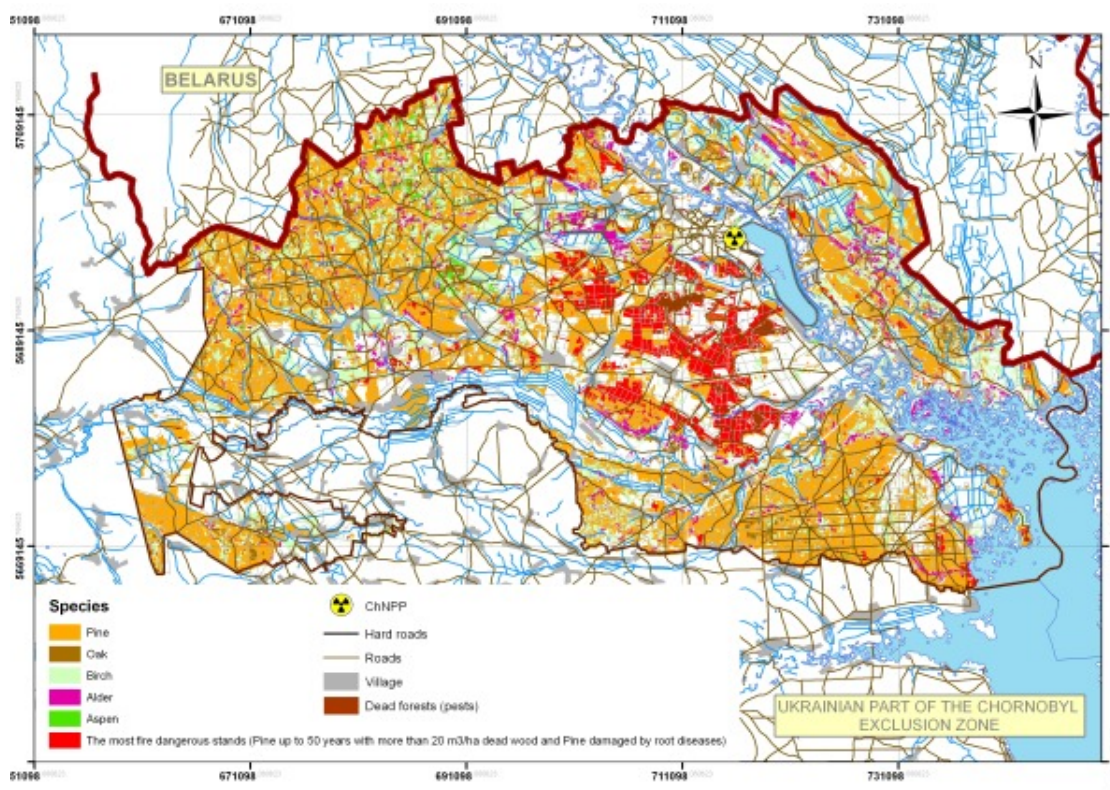 51098 671098 691098 711098 731098
N
BELARUS
5709145
5689145
5669145
Species
Pine
Oak
Birch
Alder
Aspen
The most fire dangerous stands (Pine up to 50 years with more than 20 m3/ha dead wood and Pine damaged by root diseases)
ChNPP
Hard roads
Roads
Village
Dead forests (pests)
UKRAINIAN PART OF THE CHORNOBYL
EXCLUSION ZONE
51098 671098 691098 711098 731098